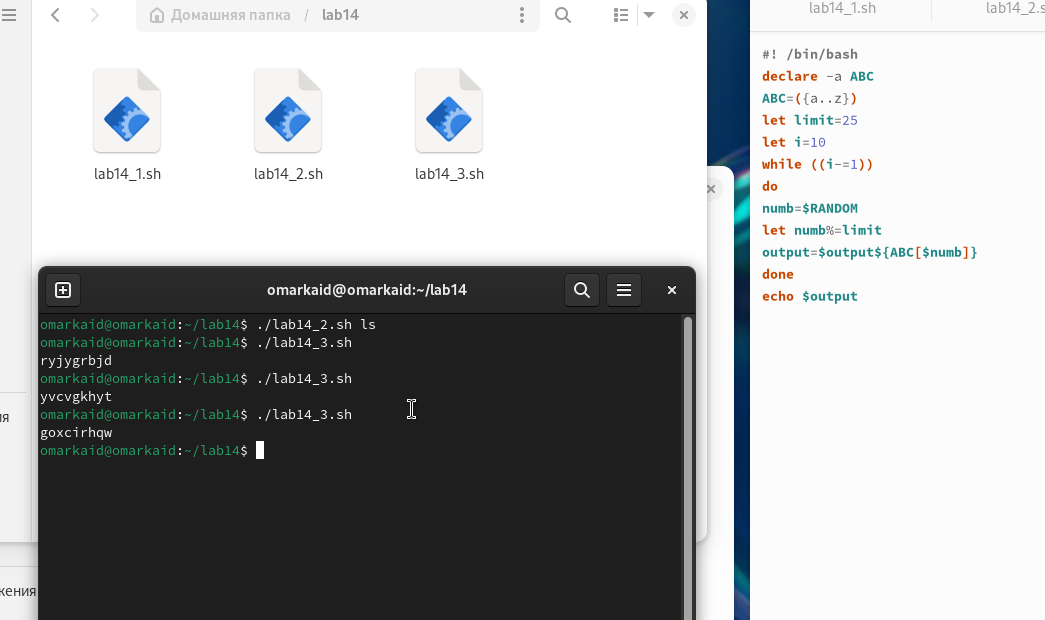 Домашняя папка / lab14
lab14_1.sh
lab14_2.sh
lab14_3.sh
omarkaid@omarkaid:~/lab14
omarkaid@omarkaid:~/lab14$ ./lab14_2.sh ls
omarkaid@omarkaid:~/lab14$ ./lab14_3.sh
ryjygrbjd
omarkaid@omarkaid:~/lab14$ ./lab14_3.sh
yvcvgkhyt
omarkaid@omarkaid:~/lab14$ ./lab14_3.sh
goxcirhqw
omarkaid@omarkaid:~/lab14$
lab14_1.sh
lab14_2.s
#! /bin/bash
declare -a ABC
ABC=({a..z})
let limit=25
let i=10
while ((i-=1))
do
numb=$RANDOM
let numb%=limit
output=$output${ABC[$numb]}
done
echo $output